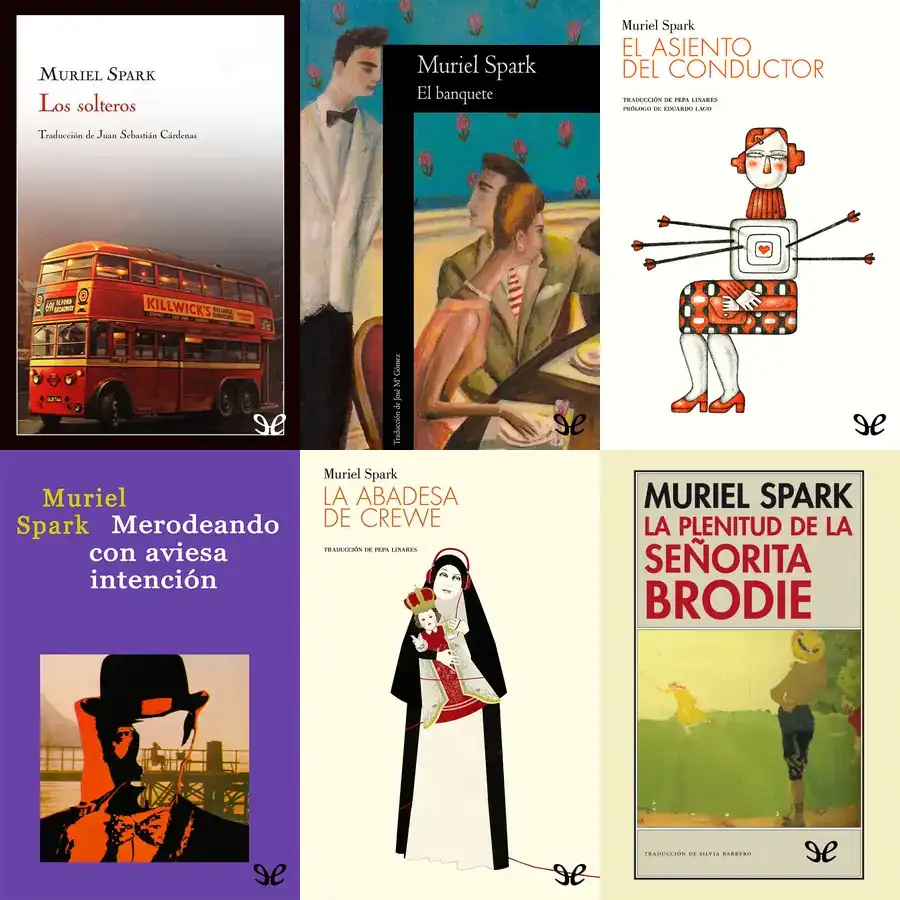 MURIEL SPARK
Los solteros
Traducción de Juan Sebastián Cárdenas
691 ILFORD
BROADWAY
KILLWICK'S
Muriel Spark
El banquete
Traducción de José Mª Gómez
Muriel Spark
EL ASIENTO
DEL CONDUCTOR
TRADUCCIÓN DE PEPA LINARES
PRÓLOGO DE EDUARDO LAGO
Muriel
Spark Merodeando
con aviesa
intención
Muriel Spark
LA ABADESA
DE CREWE
TRADUCCIÓN DE PEPA LINARES
MURIEL SPARK
LA PLENITUD DE LA
SEÑORITA
BRODIE
TRADUCCIÓN DE SILVIA BARBERO